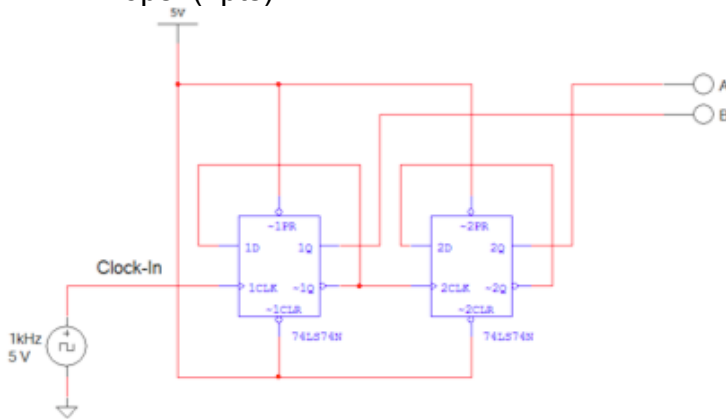 5V
A
B
~1PR
~2PR
1D 1Q
2D 2Q
Clock-In
1CLK ~1Q
2CLK ~2Q
~1CLR
~2CLR
74LS74N
74LS74N
1kHz
5 V